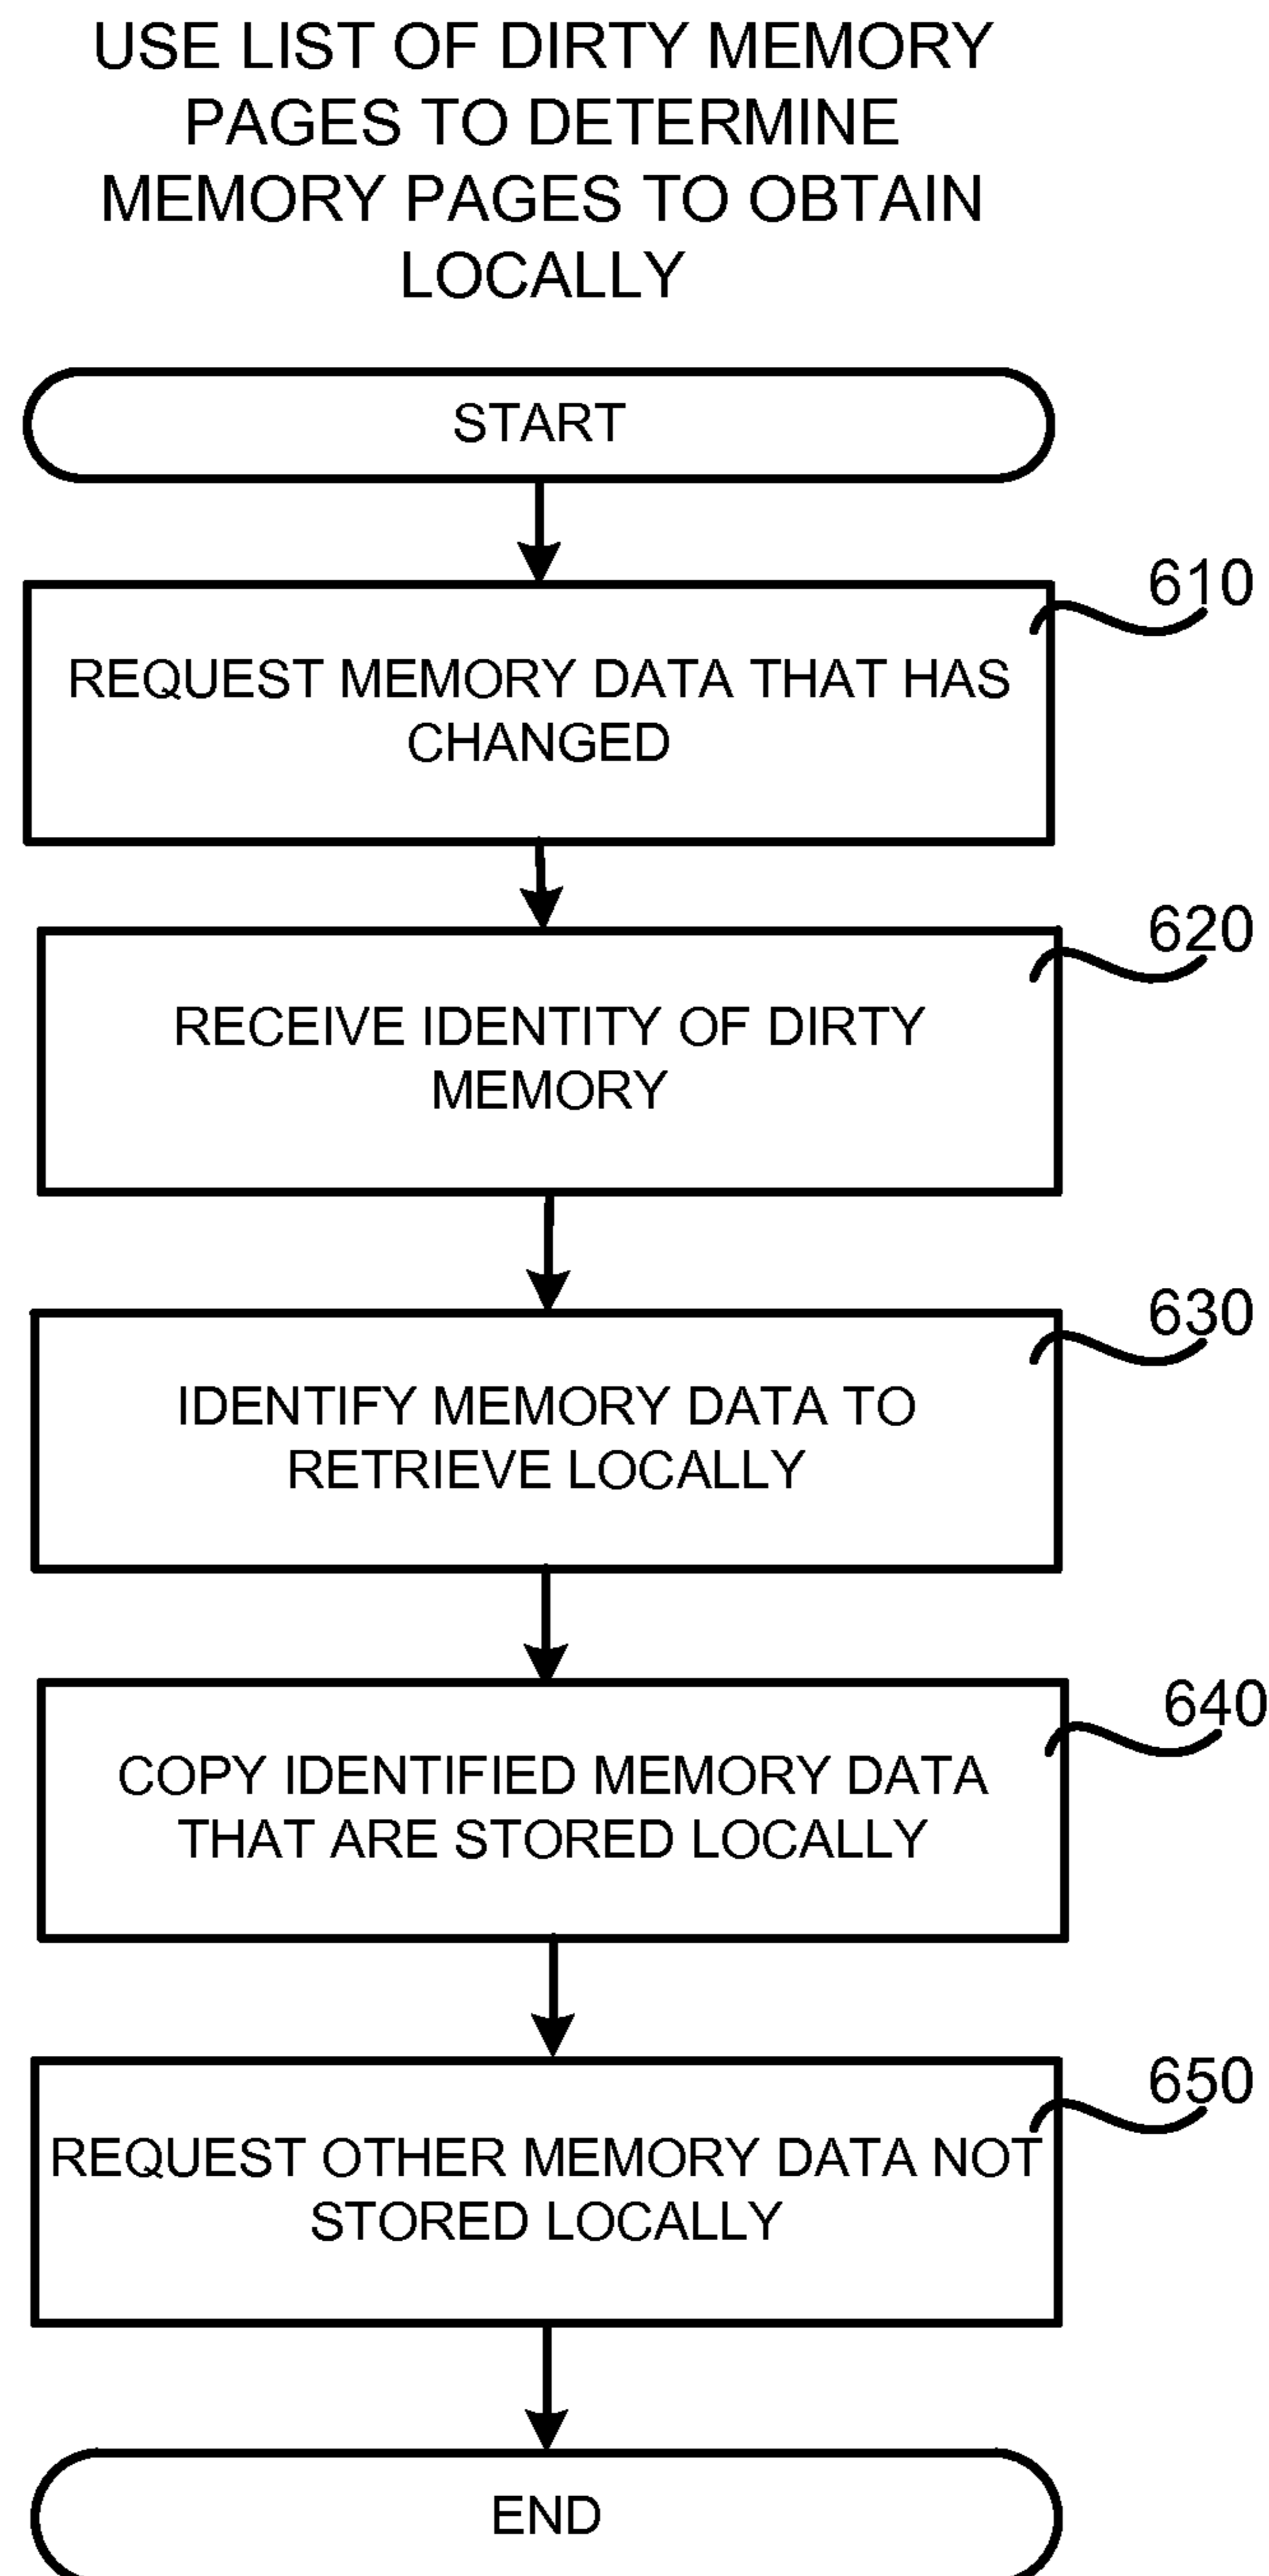 USE LIST OF DIRTY MEMORY
PAGES TO DETERMINE
MEMORY PAGES TO OBTAIN
LOCALLY
START
610
REQUEST MEMORY DATA THAT HAS
CHANGED
620
RECEIVE IDENTITY OF DIRTY
MEMORY
630
IDENTIFY MEMORY DATA TO
RETRIEVE LOCALLY
640
COPY IDENTIFIED MEMORY DATA
THAT ARE STORED LOCALLY
650
REQUEST OTHER MEMORY DATA NOT
STORED LOCALLY
END